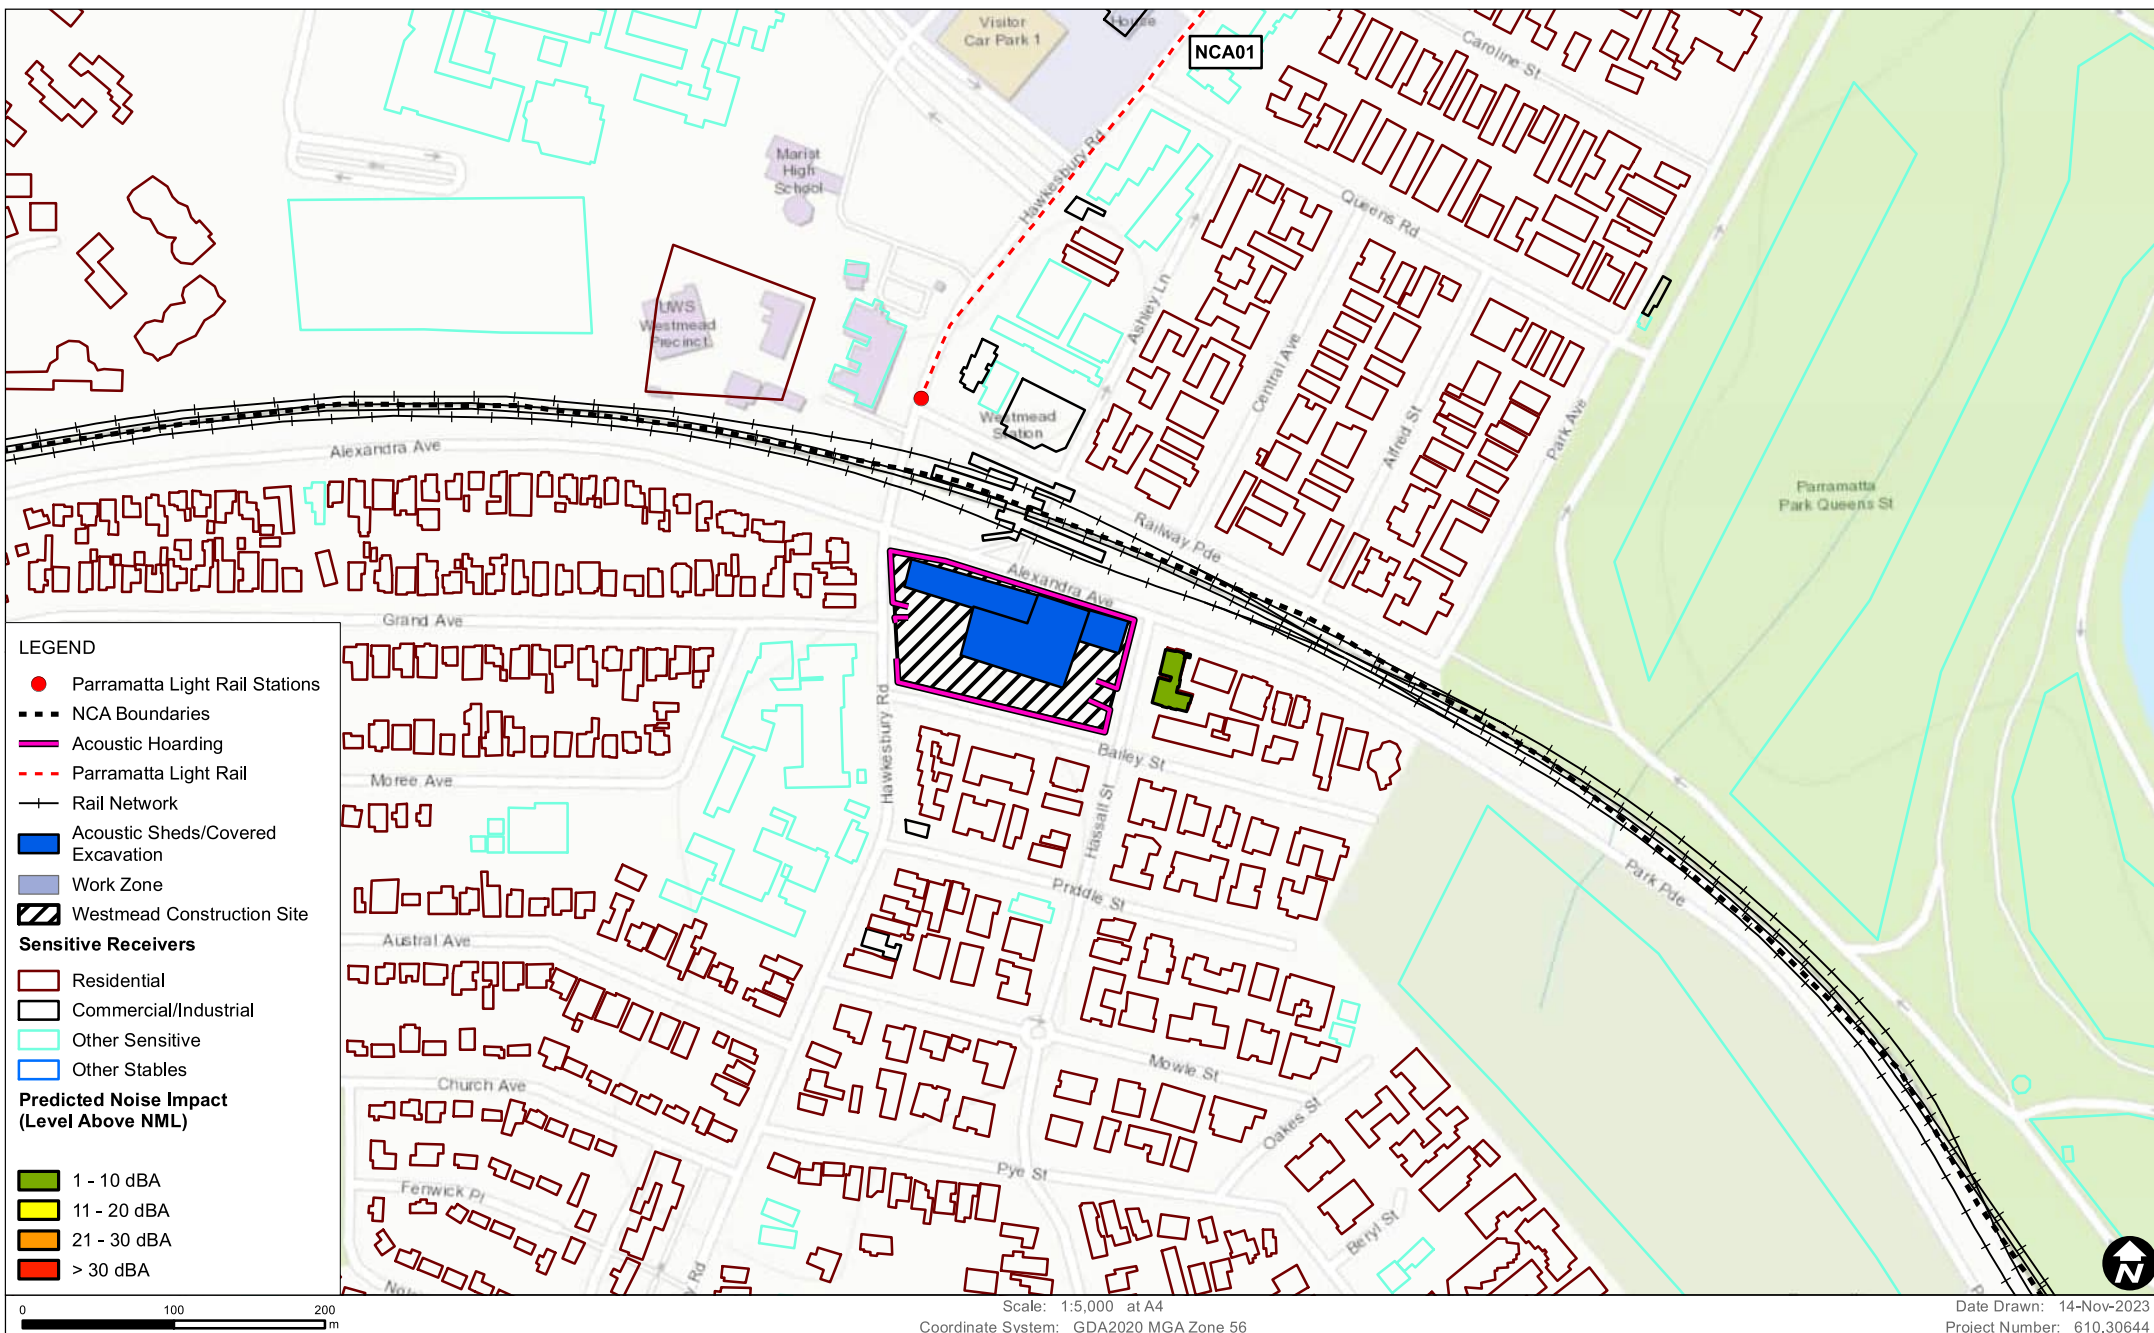 Visitor
Car Park 1
House
NCA01
Caroline St
Marist
High
School
Hawkesbury Rd
Queens Rd
UWS
Westmead
Precinct
Ashley Ln
Central Ave
Westmead
Station
Alfred St
Park Ave
Alexandra Ave
Parramatta
Park Queens St
Railway Pde
Alexandra Ave
Grand Ave
Hawkesbury Rd
Moree Ave
Bailey St
Hassall St
Priddle St
Park Pde
Austral Ave
Mowle St
Church Ave
Oakes St
Pye St
Fenwick Pl
Beryl St
y Rd
LEGEND
Parramatta Light Rail Stations
NCA Boundaries
Acoustic Hoarding
Parramatta Light Rail
Rail Network
Acoustic Sheds/Covered
Excavation
Work Zone
Westmead Construction Site
Sensitive Receivers
Residential
Commercial/Industrial
Other Sensitive
Other Stables
Predicted Noise Impact
(Level Above NML)
1 - 10 dBA
11 - 20 dBA
21 - 30 dBA
> 30 dBA
N
0 100 200
m
Scale: 1:5,000 at A4
Coordinate System: GDA2020 MGA Zone 56
Date Drawn: 14-Nov-2023
Project Number: 610.30644